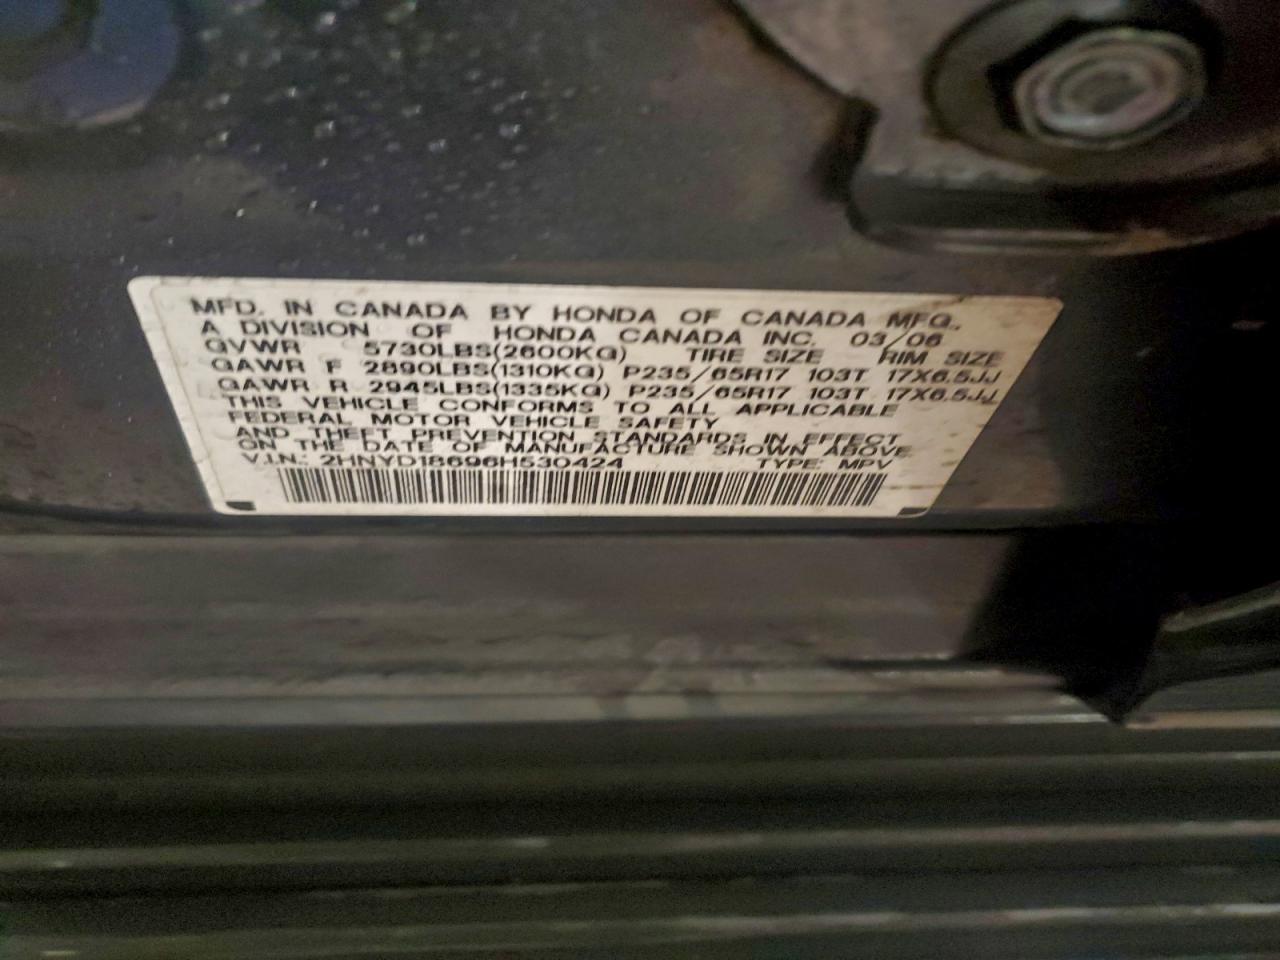 MFD. IN CANADA BY HONDA OF CANADA MFG.,
A DIVISION OF HONDA CANADA INC. 03/06
GVWR 5730LBS(2600KG) TIRE SIZE RIM SIZE
GAWR F 2890LBS(1310KG) P235/65R17 103T 17X6.5JJ
GAWR R 2945LBS(1335KG) P235/65R17 103T 17X6.5JJ
THIS VEHICLE CONFORMS TO ALL APPLICABLE
FEDERAL MOTOR VEHICLE SAFETY
AND THEFT PREVENTION STANDARDS IN EFFECT
ON THE DATE OF MANUFACTURE SHOWN ABOVE.
V.I.N.: 2HNYD18696H530424 TYPE: MPV